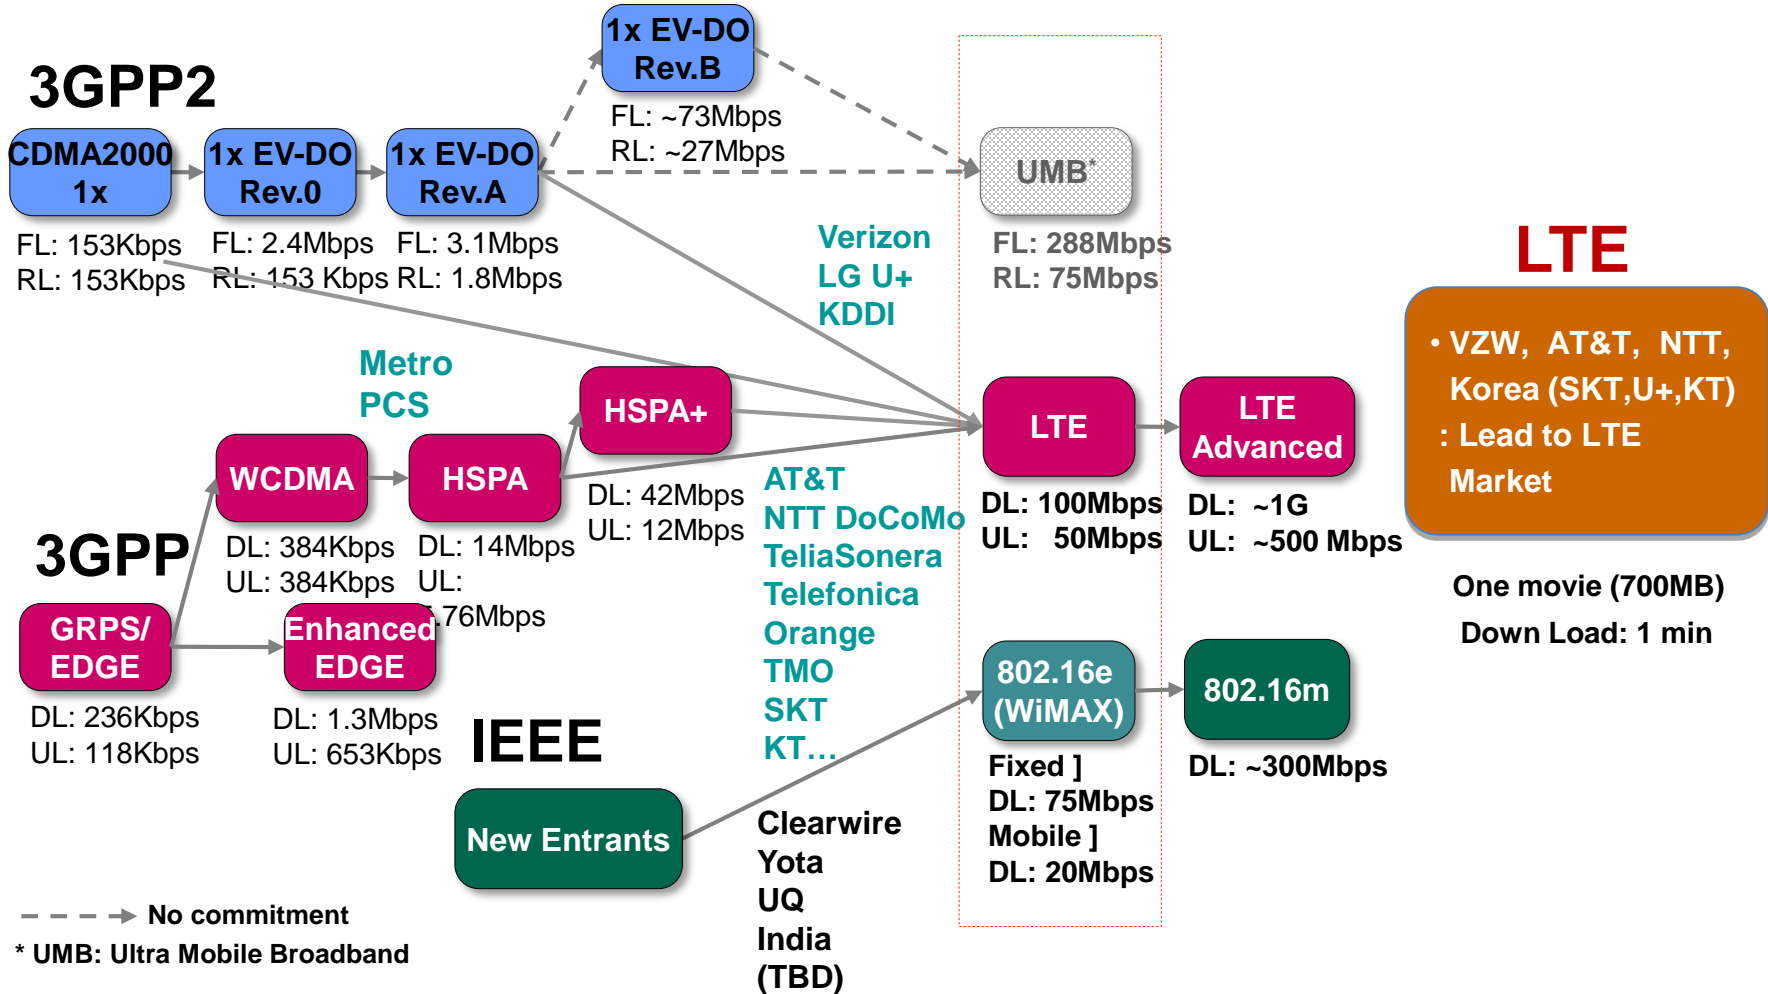 3GPP2
CDMA2000
1x
FL: 153Kbps
RL: 153Kbps
1x EV-DO
Rev.0
FL: 2.4Mbps
RL: 153 Kbps
1x EV-DO
Rev.A
FL: 3.1Mbps
RL: 1.8Mbps
1x EV-DO
Rev.B
FL: ~73Mbps
RL: ~27Mbps
UMB*
FL: 288Mbps
RL: 75Mbps
Verizon
LG U+
KDDI
Metro
PCS
3GPP
GRPS/
EDGE
DL: 236Kbps
UL: 118Kbps
WCDMA
DL: 384Kbps
UL: 384Kbps
Enhanced
EDGE
DL: 1.3Mbps
UL: 653Kbps
HSPA
DL: 14Mbps
UL:
.76Mbps
HSPA+
DL: 42Mbps
UL: 12Mbps
AT&T
NTT DoCoMo
TeliaSonera
Telefonica
Orange
TMO
SKT
KT...
LTE
DL: 100Mbps
UL: 50Mbps
LTE
Advanced
DL: ~1G
UL: ~500 Mbps
IEEE
New Entrants
Clearwire
Yota
UQ
India
(TBD)
802.16e
(WiMAX)
Fixed ]
DL: 75Mbps
Mobile ]
DL: 20Mbps
802.16m
DL: ~300Mbps
LTE
• VZW, AT&T, NTT,
Korea (SKT,U+,KT)
: Lead to LTE
Market
One movie (700MB)
Down Load: 1 min
No commitment
* UMB: Ultra Mobile Broadband